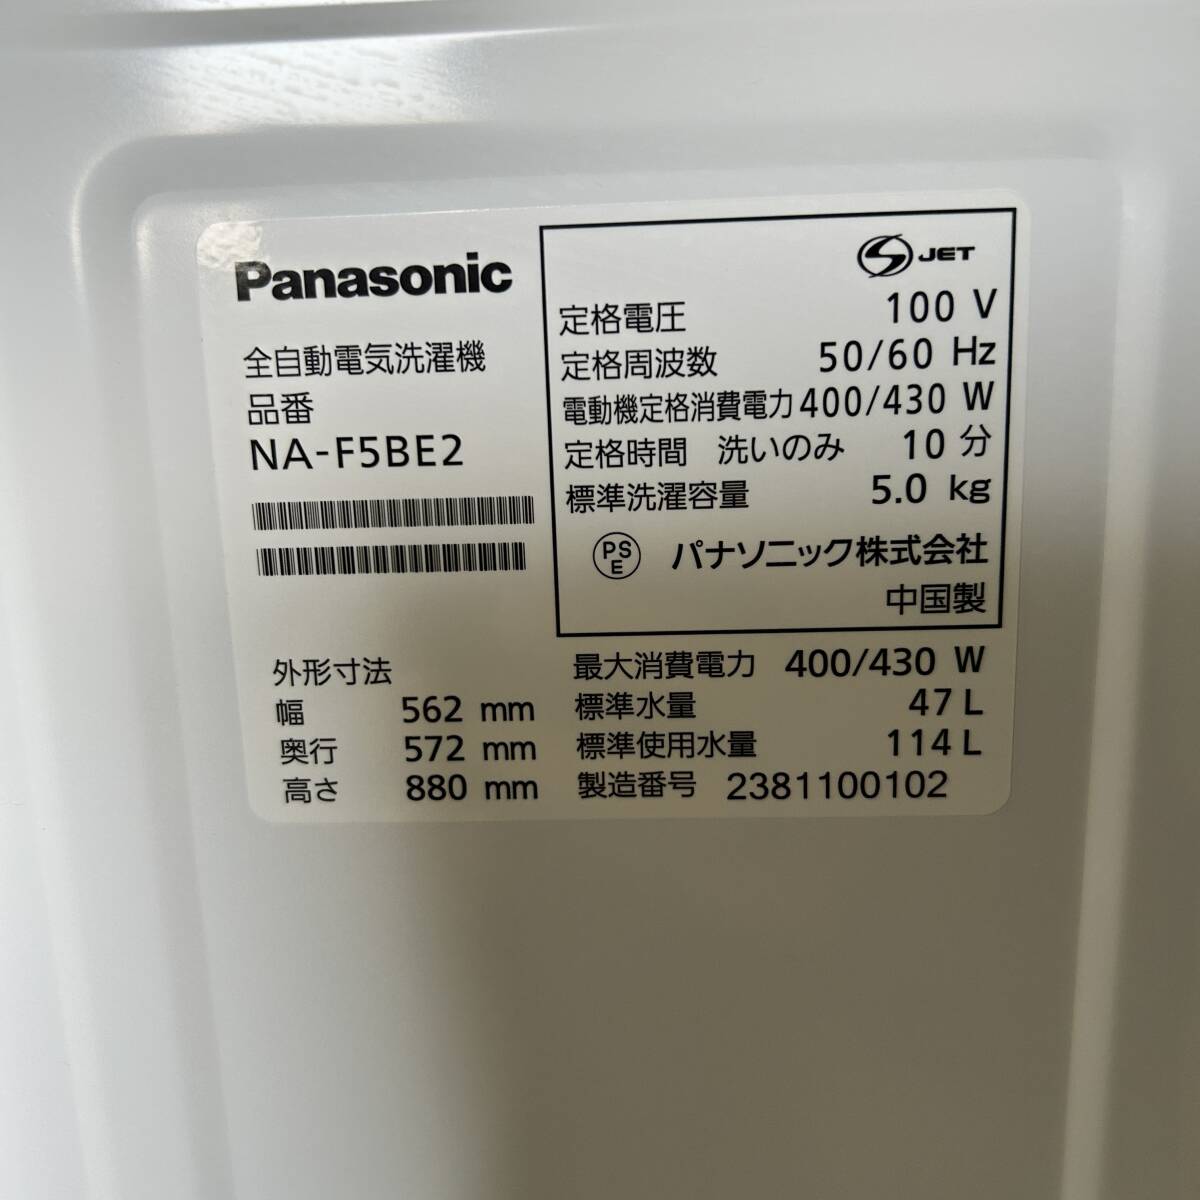 Panasonic
全自動電気洗濯機
品番
NA-F5BE2
JET
定格電圧 100 V
定格周波数 50/60 Hz
電動機定格消費電力 400/430 W
定格時間 洗いのみ 10 分
標準洗濯容量 5.0 kg
PSE パナソニック株式会社
中国製
外形寸法
幅 562 mm
奥行 572 mm
高さ 880 mm
最大消費電力 400/430 W
標準水量 47 L
標準使用水量 114 L
製造番号 2381100102